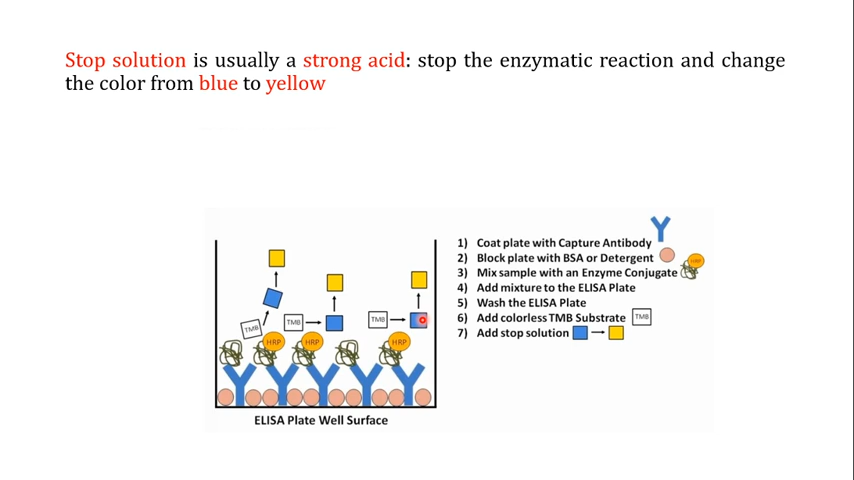 Stop solution is usually a strong acid: stop the enzymatic reaction and change
the color from blue to yellow
1) Coat plate with Capture Antibody
2) Block plate with BSA or Detergent
3) Mix sample with an Enzyme Conjugate
4) Add mixture to the ELISA Plate
5) Wash the ELISA Plate
6) Add colorless TMB Substrate TMB
7) Add stop solution
TMB
TMB
TMB
HRP
HRP
HRP
ELISA Plate Well Surface